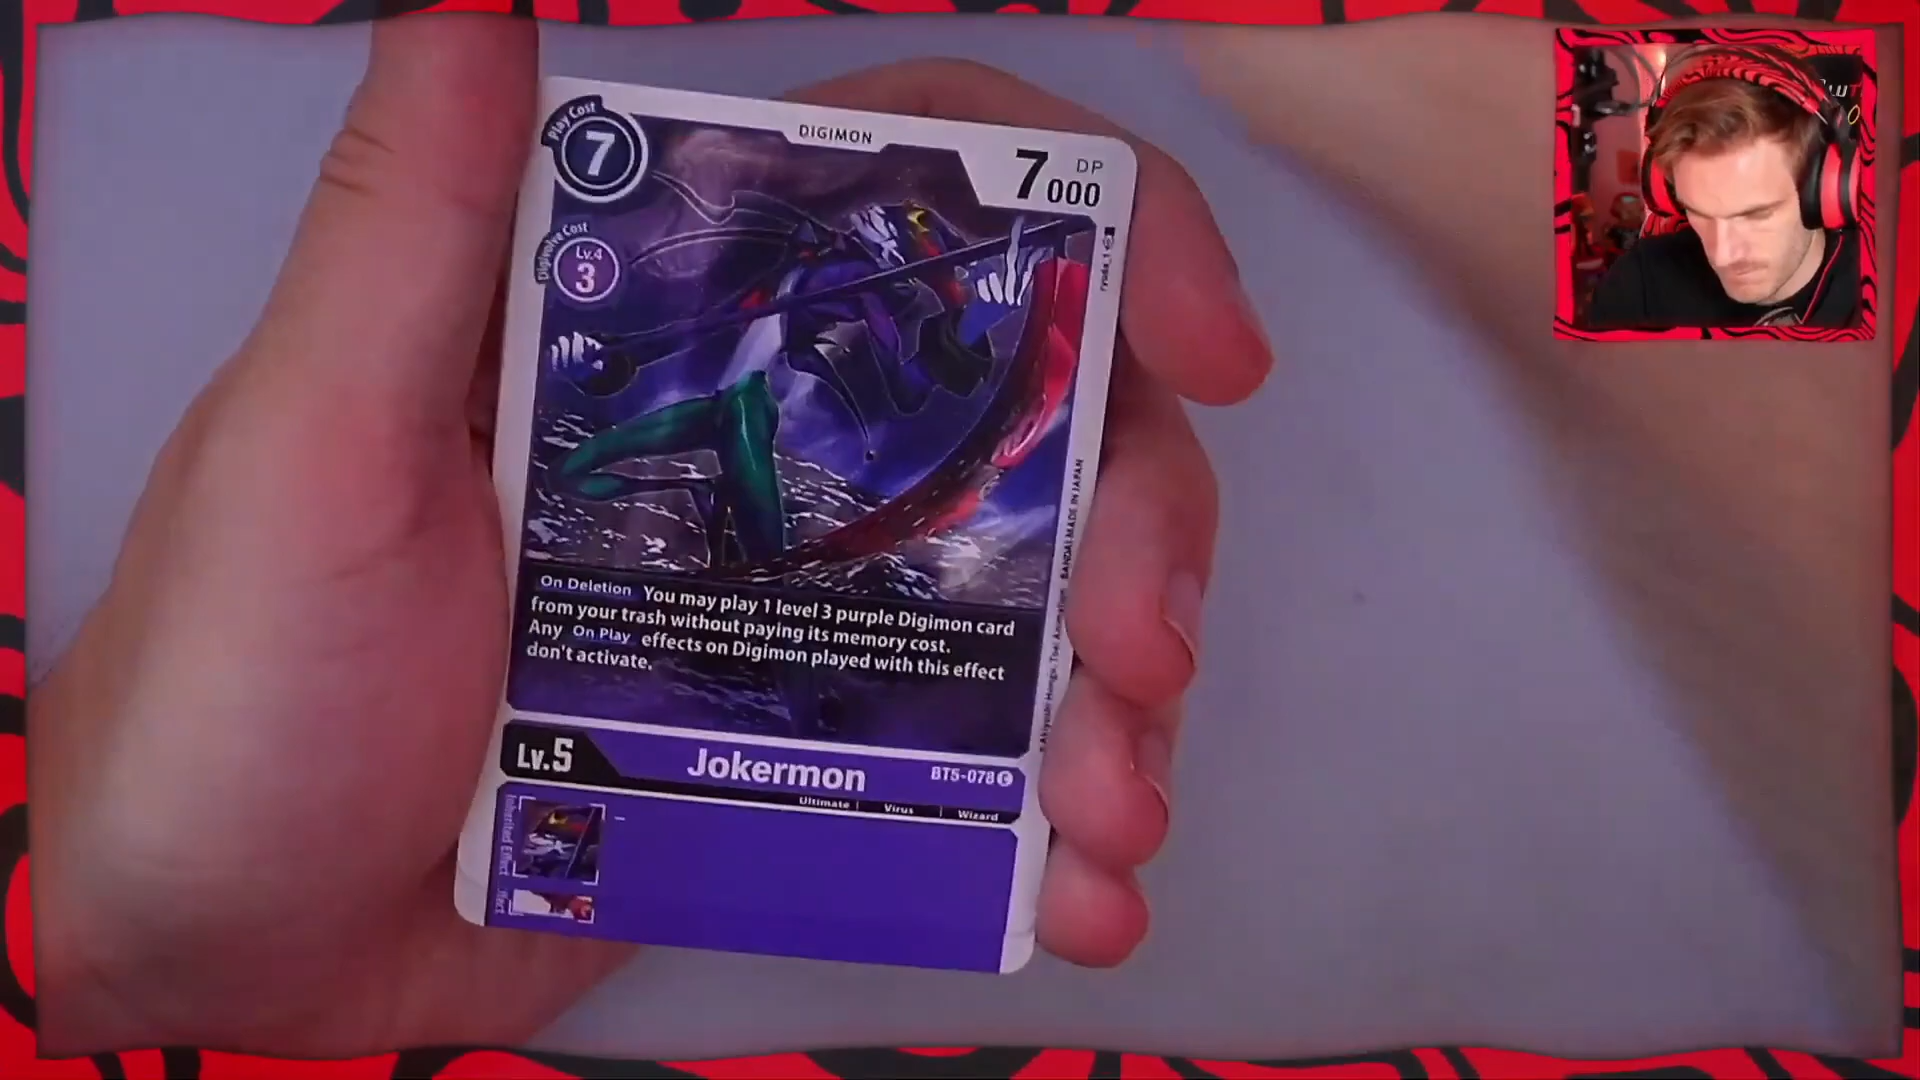 Play Cost
7
DIGIMON
DP
7000
Digivolve Cost
Lv.4
3
On Deletion You may play 1 level 3 purple Digimon card
from your trash without paying its memory cost.
Any On Play effects on Digimon played with this effect
don't activate.
BANDAI MADE IN JAPAN
Lv.5
Jokermon
BT5-078 C
Ultimate
Virus
Wizard
Inherited Effect
-